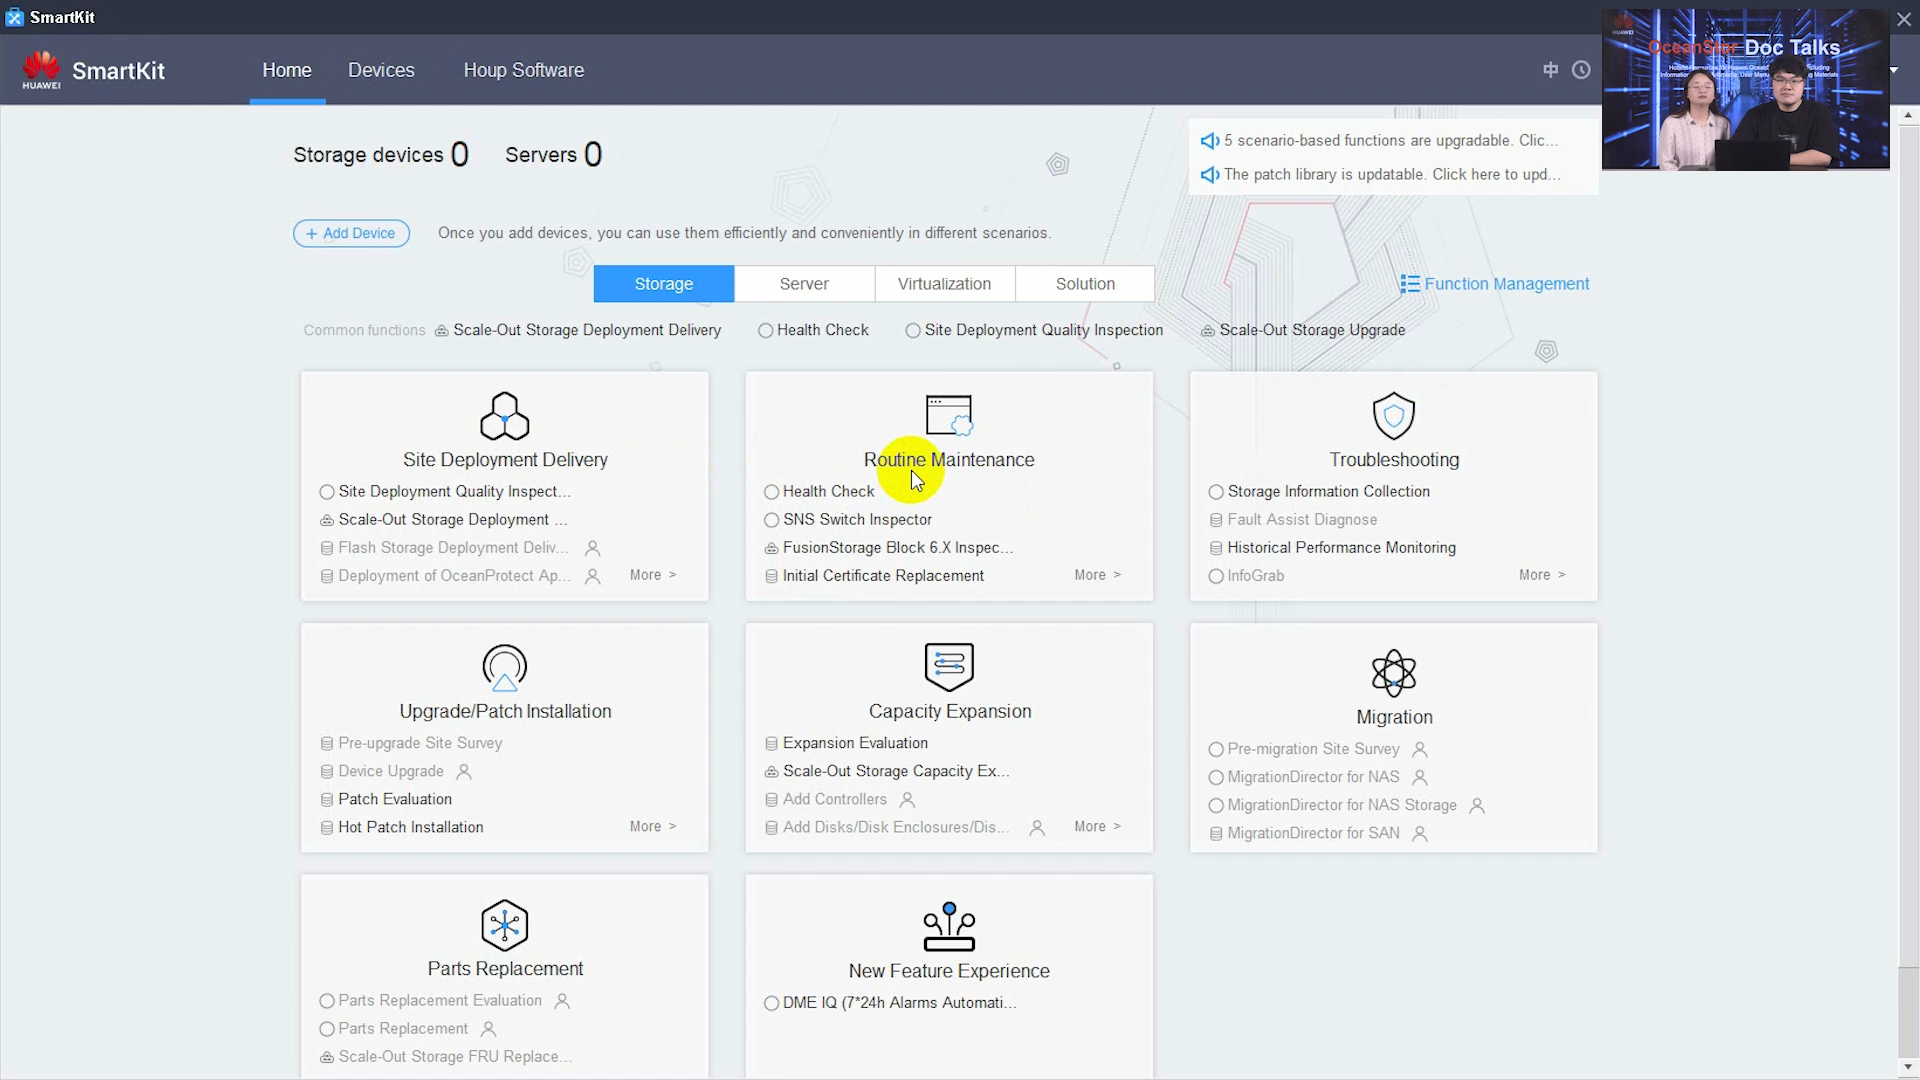 SmartKit
HUAWEI
SmartKit
Home
Devices
Houp Software
中
OceanStor Doc Talks
Storage devices 0
Servers 0
5 scenario-based functions are upgradable. Clic...
The patch library is updatable. Click here to upd...
+ Add Device
Once you add devices, you can use them efficiently and conveniently in different scenarios.
Storage
Server
Virtualization
Solution
Function Management
Common functions
Scale-Out Storage Deployment Delivery
Health Check
Site Deployment Quality Inspection
Scale-Out Storage Upgrade
Site Deployment Delivery
Site Deployment Quality Inspect...
Scale-Out Storage Deployment ...
Flash Storage Deployment Deliv...
Deployment of OceanProtect Ap...
More >
Routine Maintenance
Health Check
SNS Switch Inspector
FusionStorage Block 6.X Inspec...
Initial Certificate Replacement
More >
Troubleshooting
Storage Information Collection
Fault Assist Diagnose
Historical Performance Monitoring
InfoGrab
More >
Upgrade/Patch Installation
Pre-upgrade Site Survey
Device Upgrade
Patch Evaluation
Hot Patch Installation
More >
Capacity Expansion
Expansion Evaluation
Scale-Out Storage Capacity Ex...
Add Controllers
Add Disks/Disk Enclosures/Dis...
More >
Migration
Pre-migration Site Survey
MigrationDirector for NAS
MigrationDirector for NAS Storage
MigrationDirector for SAN
Parts Replacement
Parts Replacement Evaluation
Parts Replacement
Scale-Out Storage FRU Replace...
New Feature Experience
DME IQ (7*24h Alarms Automati...